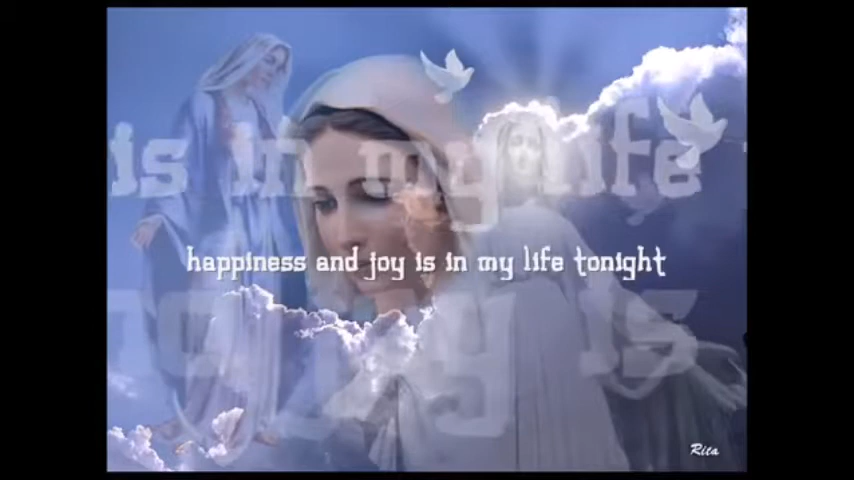 is in my life
happiness and joy is in my life tonight
joy is
Rita